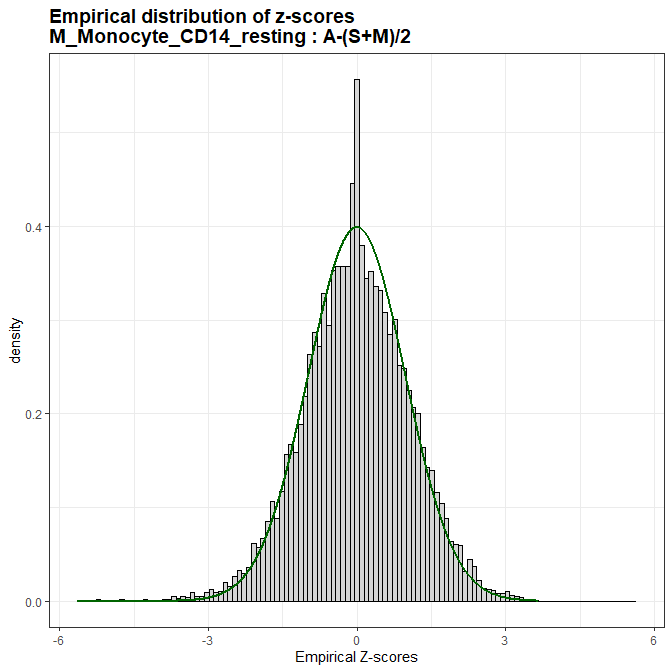 Empirical distribution of z-scores
M_Monocyte_CD14_resting : A-(S+M)/2
density
0.4
0.2
0.0
-6
-3
0
3
6
Empirical Z-scores